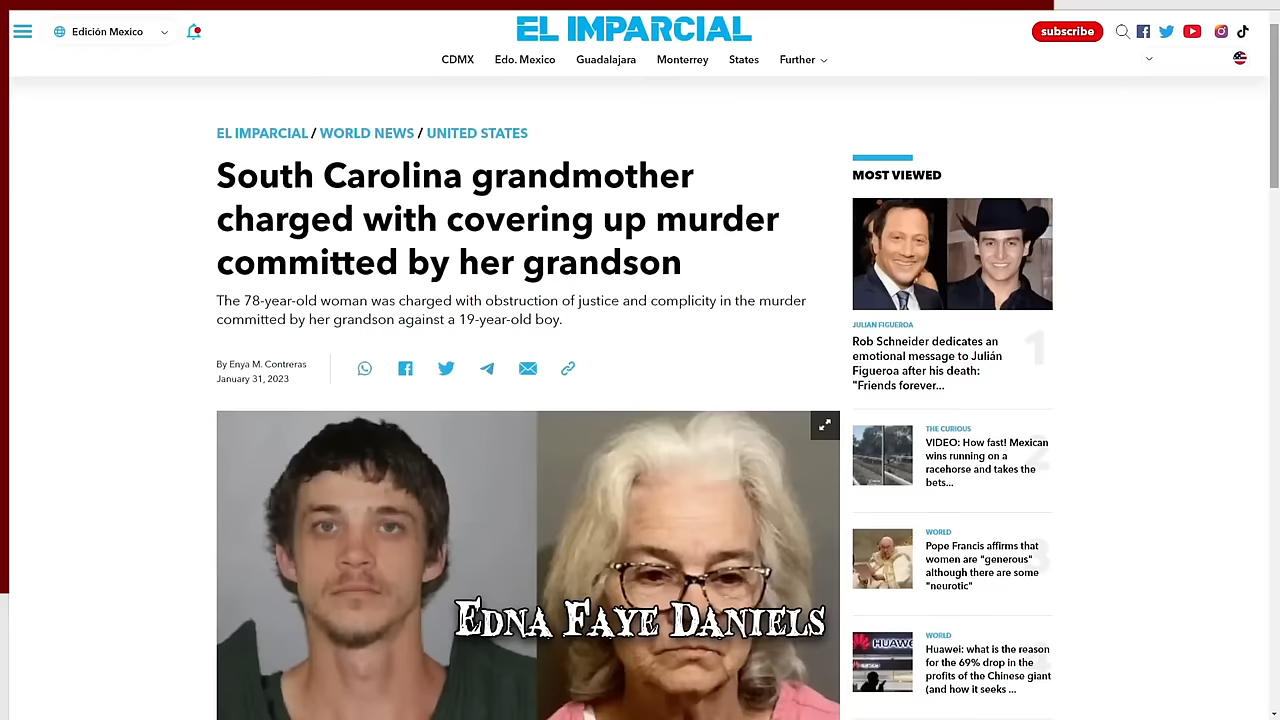 Edición Mexico
EL IMPARCIAL
subscribe
CDMX
Edo. Mexico
Guadalajara
Monterrey
States
Further
EL IMPARCIAL / WORLD NEWS / UNITED STATES
South Carolina grandmother
charged with covering up murder
committed by her grandson
The 78-year-old woman was charged with obstruction of justice and complicity in the murder
committed by her grandson against a 19-year-old boy.
By Enya M. Contreras
January 31, 2023
EDNA FAYE DANIELS
MOST VIEWED
JULIAN FIGUEROA
1
Rob Schneider dedicates an
emotional message to Julián
Figueroa after his death:
"Friends forever...
THE CURIOUS
VIDEO: How fast! Mexican
wins running on a
racehorse and takes the
bets...
WORLD
Pope Francis affirms that
women are "generous"
although there are some
"neurotic"
HUAWE
WORLD
Huawei: what is the reason
for the 69% drop in the
profits of the Chinese giant
(and how it seeks ...